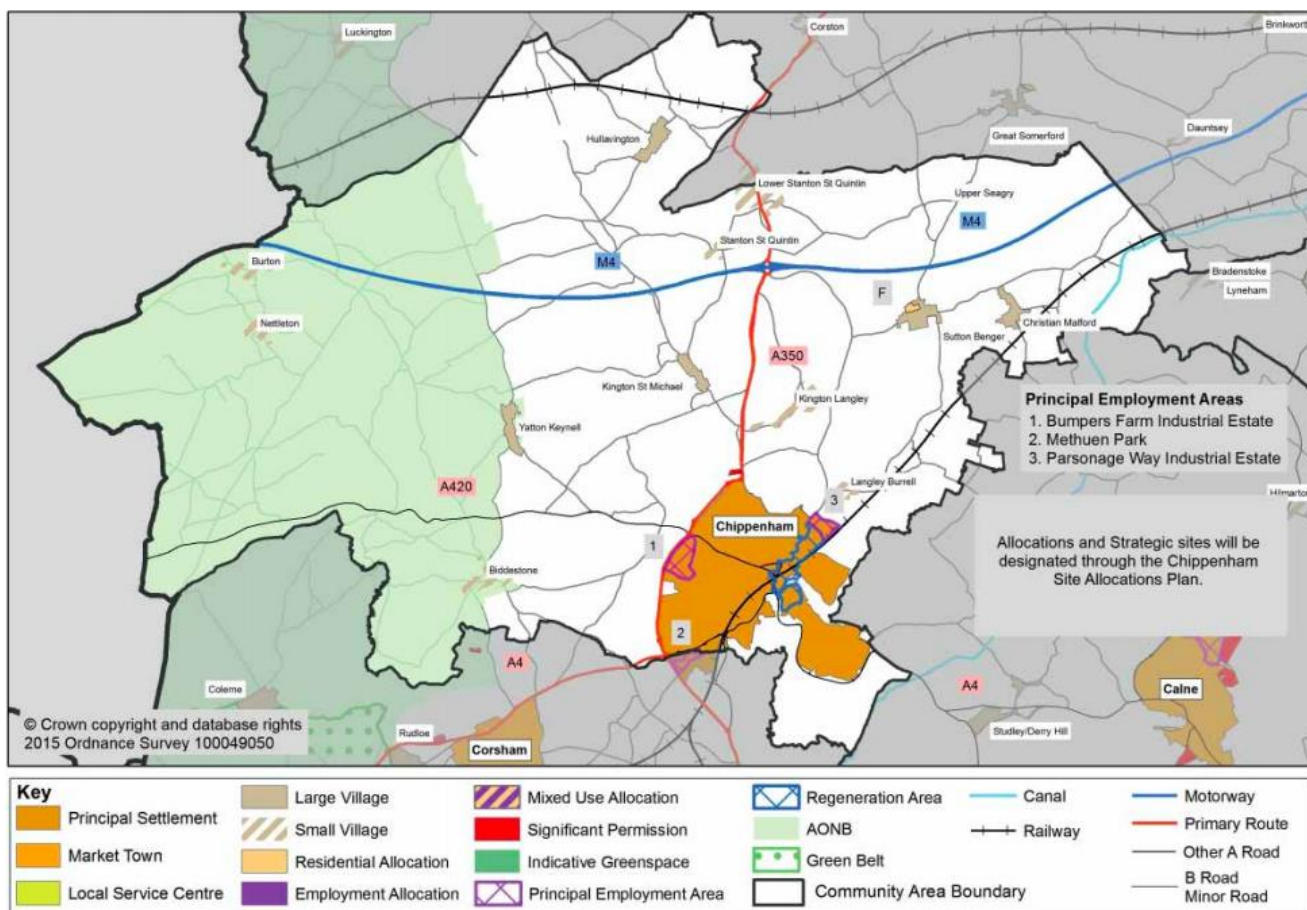 Luckington
Corston
Brinkwort
Hullavington
Great Somerford
Dauntsey
Lower Stanton St Quinlin
Upper Seagry
M4
Stanton St Quinlin
M4
Burton
Bradenstoke
Lyneham
F
Nettleton
Christian Malford
Sutton Benger
A350
Kington St Michael
Kington Langley
Principal Employment Areas
1. Bumpers Farm Industrial Estate
2. Methuen Park
3. Parsonage Way Industrial Estate
Yatton Keynell
A420
Langley Burrell
3
Hilmarton
Chippenham
Allocations and Strategic sites will be
designated through the Chippenham
Site Allocations Plan.
1
Biddestone
2
A4
A4
Colerne
Calne
© Crown copyright and database rights
2015 Ordnance Survey 100049050
Rudloe
Corsham
Studley/Derry Hill
Key
Principal Settlement
Market Town
Local Service Centre
Large Village
Small Village
Residential Allocation
Employment Allocation
Mixed Use Allocation
Significant Permission
Indicative Greenspace
Principal Employment Area
Regeneration Area
AONB
Green Belt
Community Area Boundary
Canal
Railway
Motorway
Primary Route
Other A Road
B Road
Minor Road